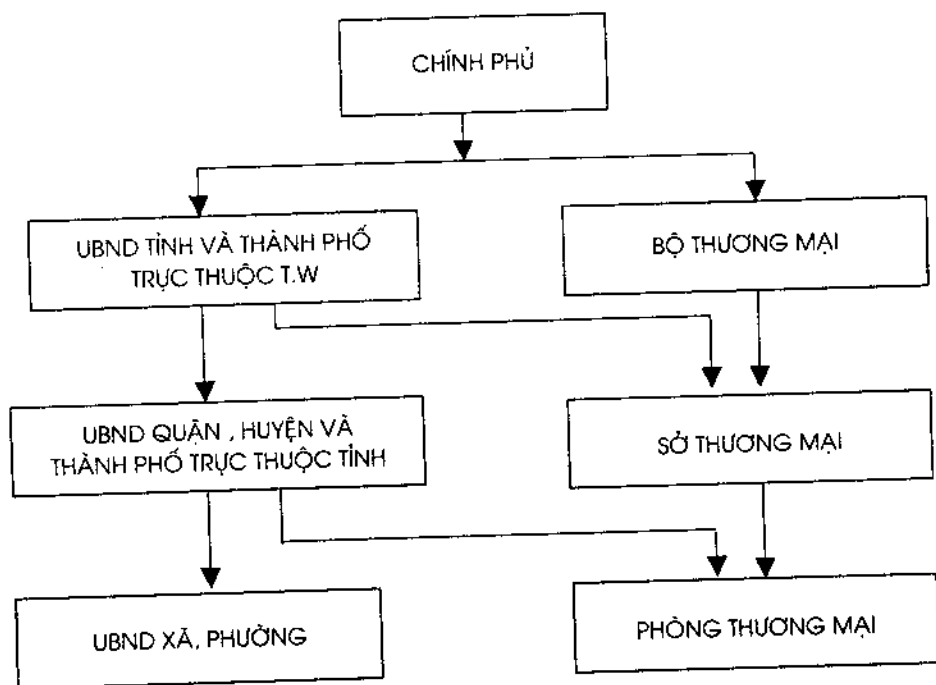 CHÍNH PHỦ
UBND TỈNH VÀ THÀNH PHỐ
TRỰC THUỘC T.W
BỘ THƯƠNG MẠI
UBND QUẬN , HUYỆN VÀ
THÀNH PHỐ TRỰC THUỘC TỈNH
SỞ THƯƠNG MẠI
UBND XÃ, PHƯỜNG
PHÒNG THƯƠNG MẠI